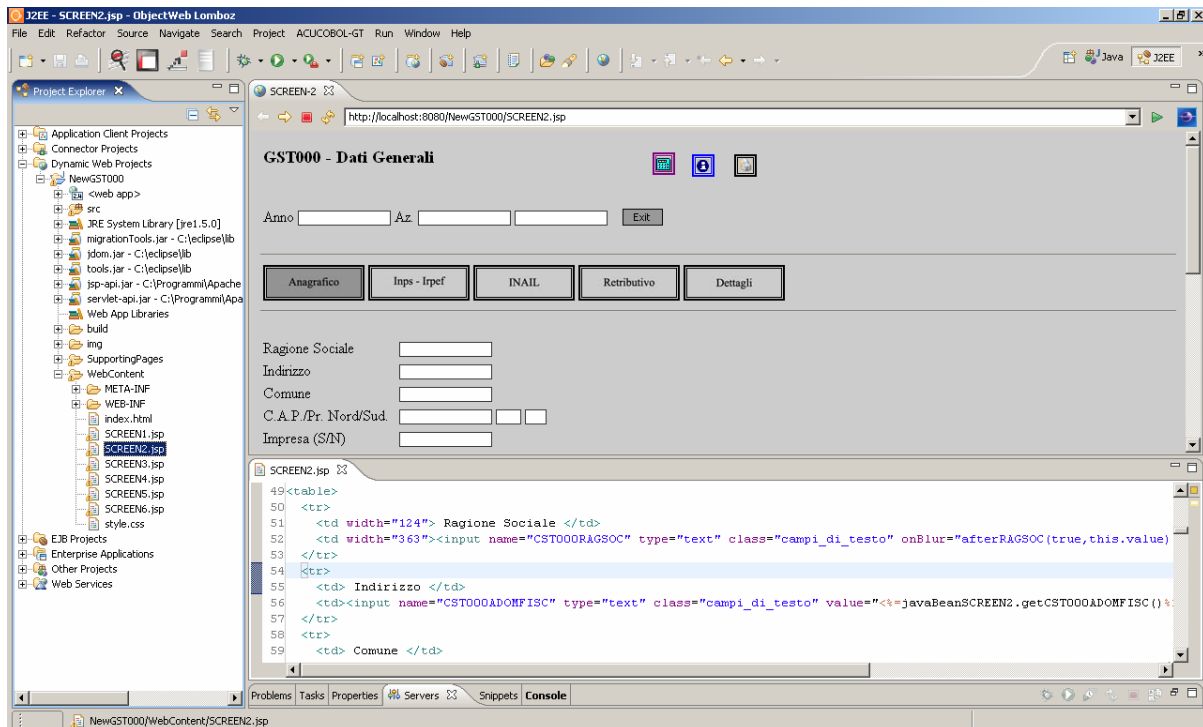 J2EE - SCREEN2.jsp - ObjectWeb Lomboz
File Edit Refactor Source Navigate Search Project ACUCOBOL-GT Run Window Help
Java J2EE
Project Explorer
Application Client Projects
Connector Projects
Dynamic Web Projects
NewGST000
<web app>
src
JRE System Library [jre1.5.0]
migrationTools.jar - C:\eclipse\lib
jdom.jar - C:\eclipse\lib
tools.jar - C:\eclipse\lib
jsp-api.jar - C:\Programmi\Apache
servlet-api.jar - C:\Programmi\Apa
Web App Libraries
build
img
SupportingPages
WebContent
META-INF
WEB-INF
index.html
SCREEN1.jsp
SCREEN2.jsp
SCREEN3.jsp
SCREEN4.jsp
SCREEN5.jsp
SCREEN6.jsp
style.css
EJB Projects
Enterprise Applications
Other Projects
Web Services
SCREEN-2
http://localhost:8080/NewGST000/SCREEN2.jsp
GST000 - Dati Generali
Anno Az. Exit
Anagrafico Inps - Irpef INAIL Retributivo Dettagli
Ragione Sociale
Indirizzo
Comune
C.A.P./Pr. Nord/Sud.
Impresa (S/N)
SCREEN2.jsp
49 <table>
50 <tr>
51 <td width="124"> Ragione Sociale </td>
52 <td width="363"><input name="CST000RAGSOC" type="text" class="campi_di_testo" onBlur="afterRAGSOC(true,this.value)
53 </tr>
54 <tr>
55 <td> Indirizzo </td>
56 <td><input name="CST000ADOMFISC" type="text" class="campi_di_testo" value="<%=javaBeanSCREEN2.getCST000ADOMFISC()%
57 </tr>
58 <tr>
59 <td> Comune </td>
Problems Tasks Properties Servers Snippets Console
NewGST000/WebContent/SCREEN2.jsp